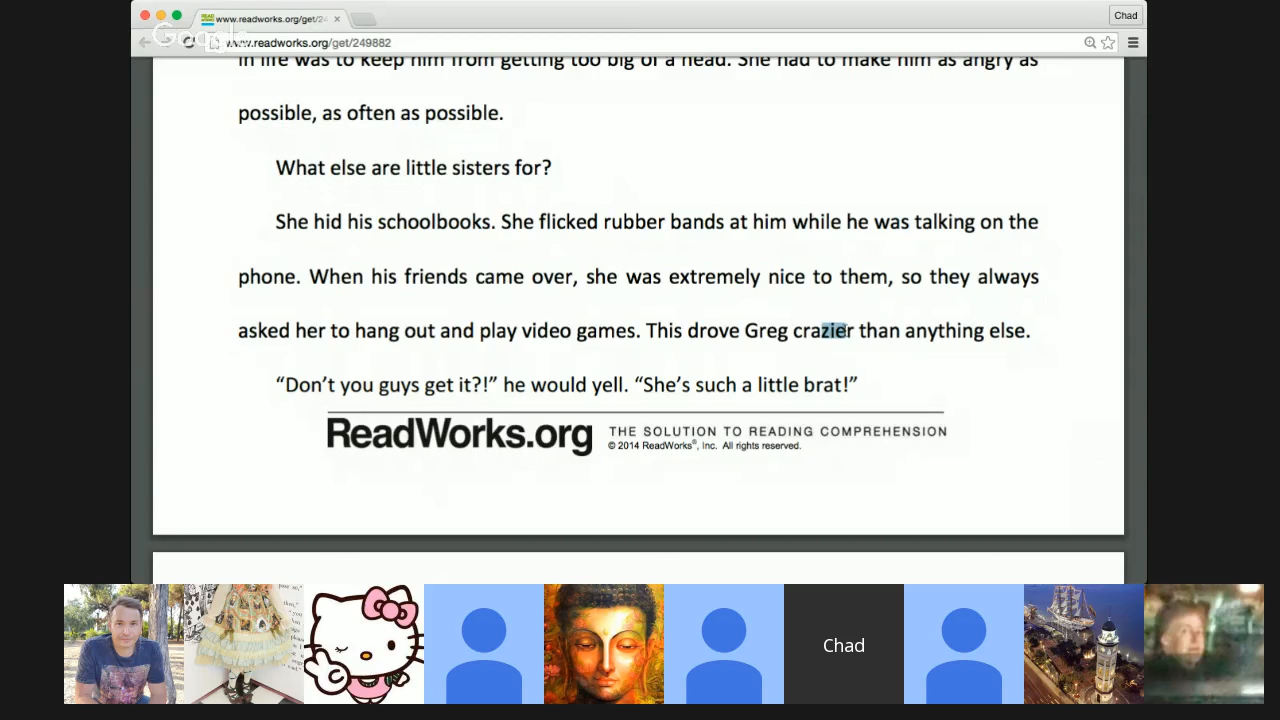 www.readworks.org/get/24
Chad
Google
www.readworks.org/get/249882
in life was to keep him from getting too big of a head. She had to make him as angry as
possible, as often as possible.
What else are little sisters for?
She hid his schoolbooks. She flicked rubber bands at him while he was talking on the
phone. When his friends came over, she was extremely nice to them, so they always
asked her to hang out and play video games. This drove Greg crazier than anything else.
“Don’t you guys get it?!” he would yell. “She’s such a little brat!”
ReadWorks.org
THE SOLUTION TO READING COMPREHENSION
© 2014 ReadWorks®, Inc. All rights reserved.
Chad